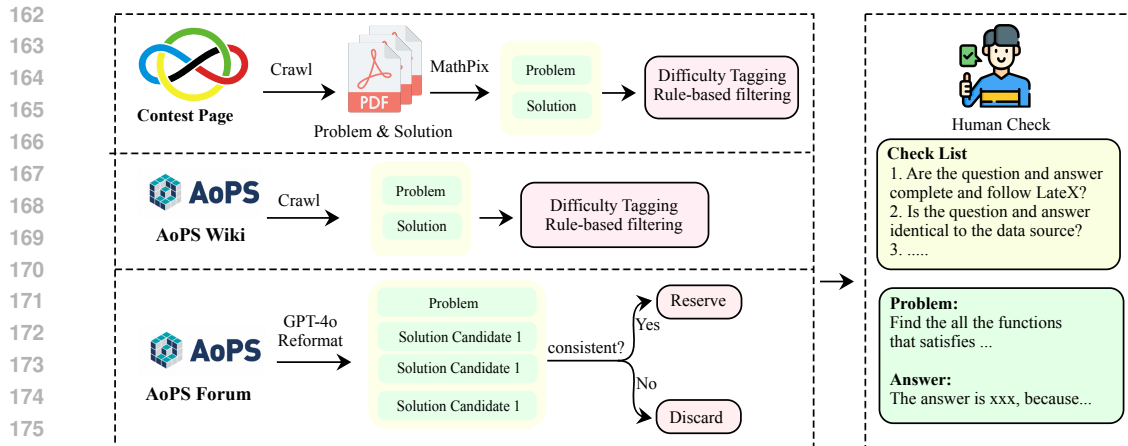 162
163
164
165
166
167
168
169
170
171
172
173
174
175
Contest Page
Crawl
PDF
Problem & Solution
MathPix
Problem
Solution
Difficulty Tagging
Rule-based filtering
AoPS
AoPS Wiki
Crawl
Problem
Solution
Difficulty Tagging
Rule-based filtering
AoPS
AoPS Forum
GPT-4o
Reformat
Problem
Solution Candidate 1
Solution Candidate 1
Solution Candidate 1
consistent?
Yes
No
Reserve
Discard
Human Check
Check List
1. Are the question and answer
complete and follow LateX?
2. Is the question and answer
identical to the data source?
3. .....
Problem:
Find the all the functions
that satisfies ...
Answer:
The answer is xxx, because...